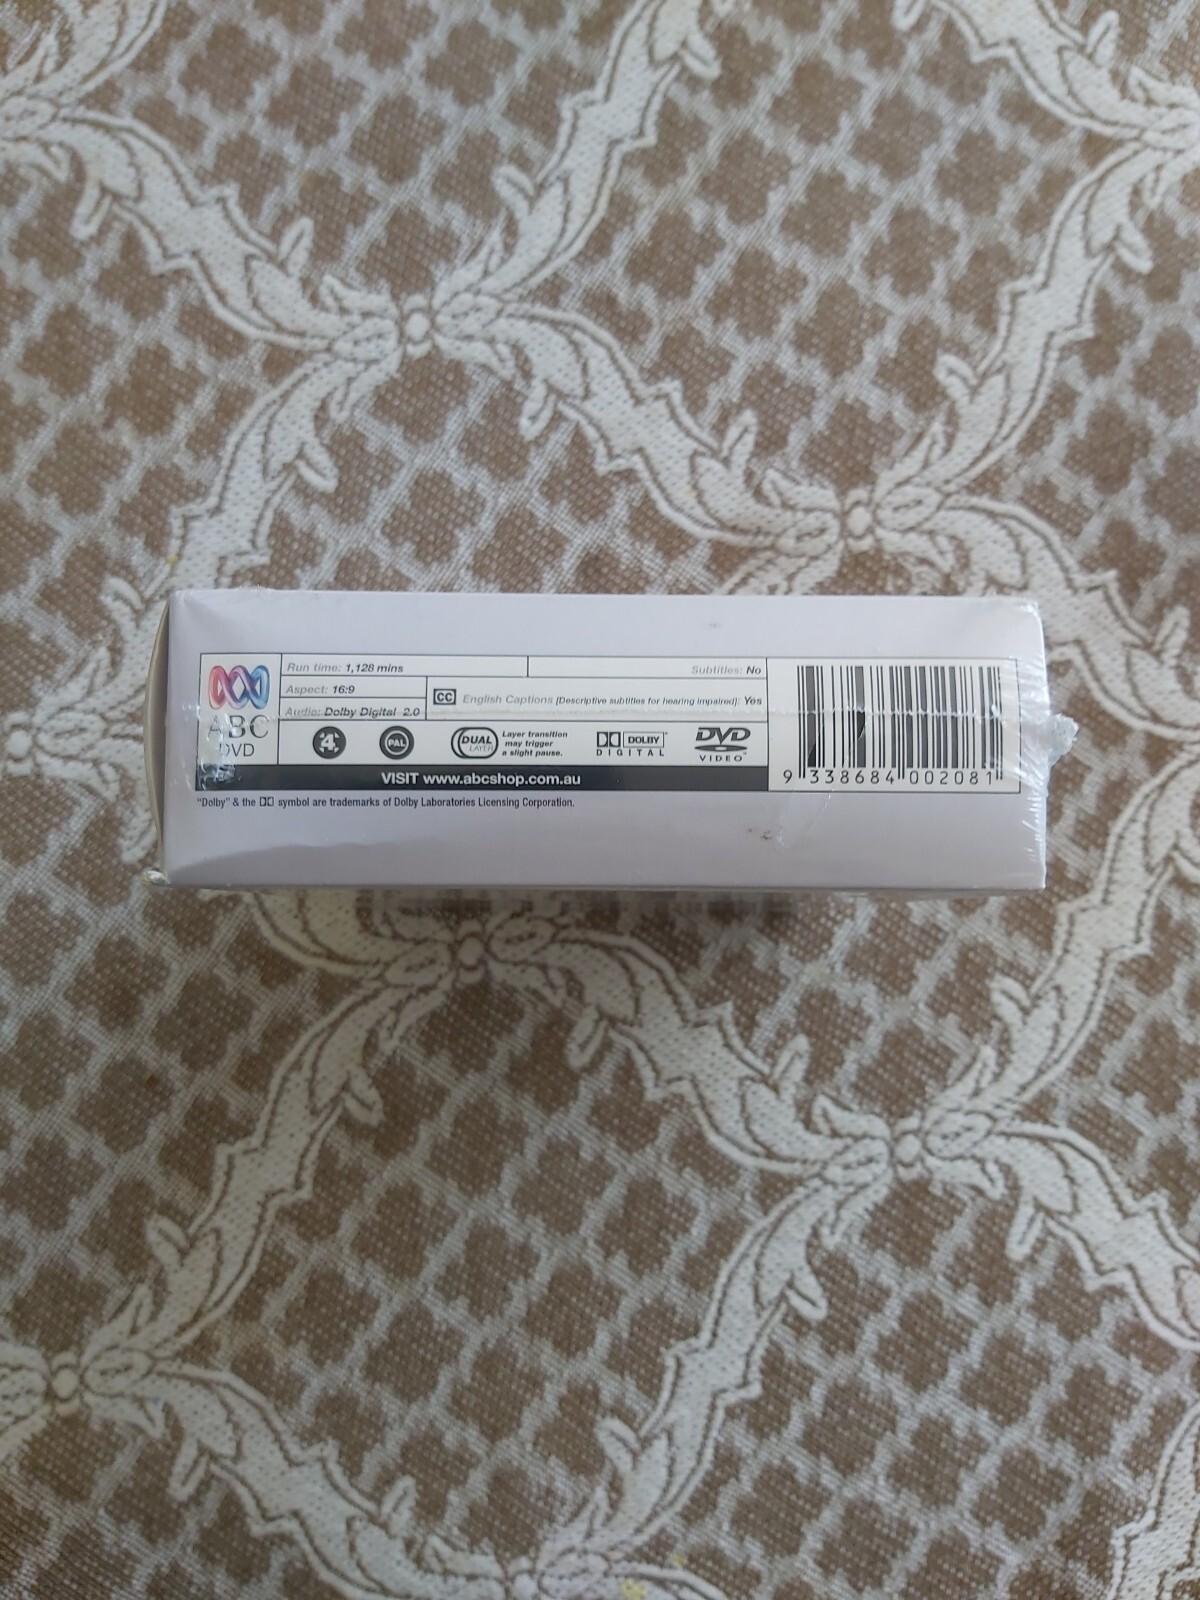 ABC
DVD
Run time: 1,128 mins
Subtitles: No
Aspect: 16:9
CC English Captions [Descriptive subtitles for hearing impaired]: Yes
Audio: Dolby Digital 2.0
4
PAL
DUAL
LAYER
Layer transition
may trigger
a slight pause.
DOLBY
DIGITAL
DVD
VIDEO™
VISIT www.abcshop.com.au
9 338684 002081
"Dolby" & the symbol are trademarks of Dolby Laboratories Licensing Corporation.